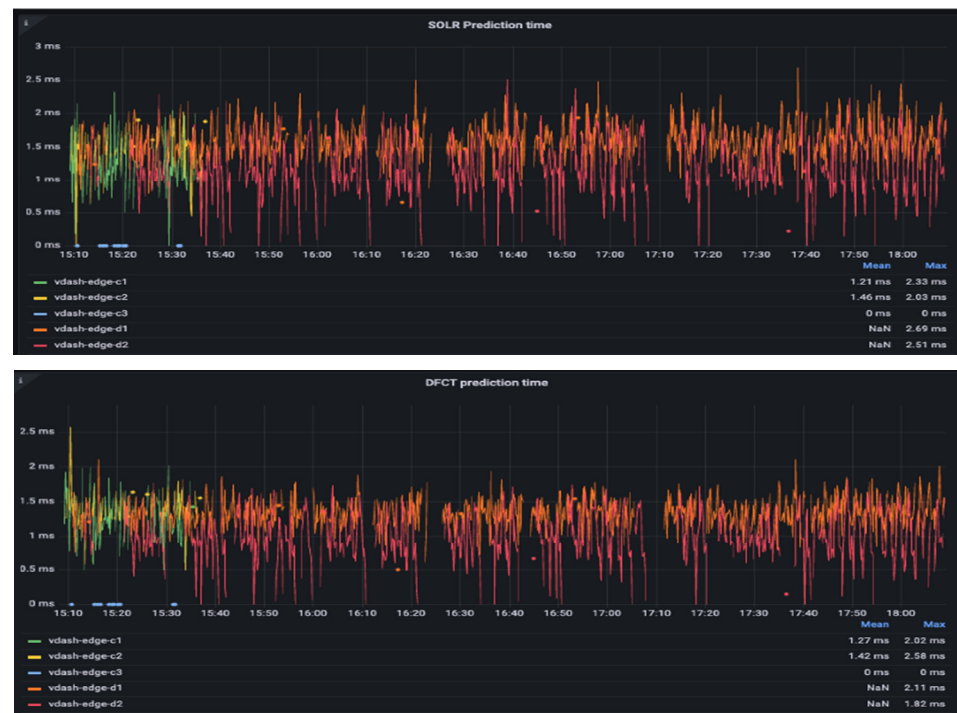 SOLR Prediction time
3 ms
2.5 ms
2 ms
1.5 ms
1 ms
0.5 ms
0 ms
15:10 15:20 15:30 15:40 15:50 16:00 16:10 16:20 16:30 16:40 16:50 17:00 17:10 17:20 17:30 17:40 17:50 18:00
Mean Max
vdash-edge-c1 1.21 ms 2.33 ms
vdash-edge-c2 1.46 ms 2.03 ms
vdash-edge-c3 0 ms 0 ms
vdash-edge-d1 NaN 2.69 ms
vdash-edge-d2 NaN 2.51 ms
DFCT prediction time
2.5 ms
2 ms
1.5 ms
1 ms
0.5 ms
0 ms
15:10 15:20 15:30 15:40 15:50 16:00 16:10 16:20 16:30 16:40 16:50 17:00 17:10 17:20 17:30 17:40 17:50 18:00
Mean Max
vdash-edge-c1 1.27 ms 2.02 ms
vdash-edge-c2 1.42 ms 2.58 ms
vdash-edge-c3 0 ms 0 ms
vdash-edge-d1 NaN 2.11 ms
vdash-edge-d2 NaN 1.82 ms